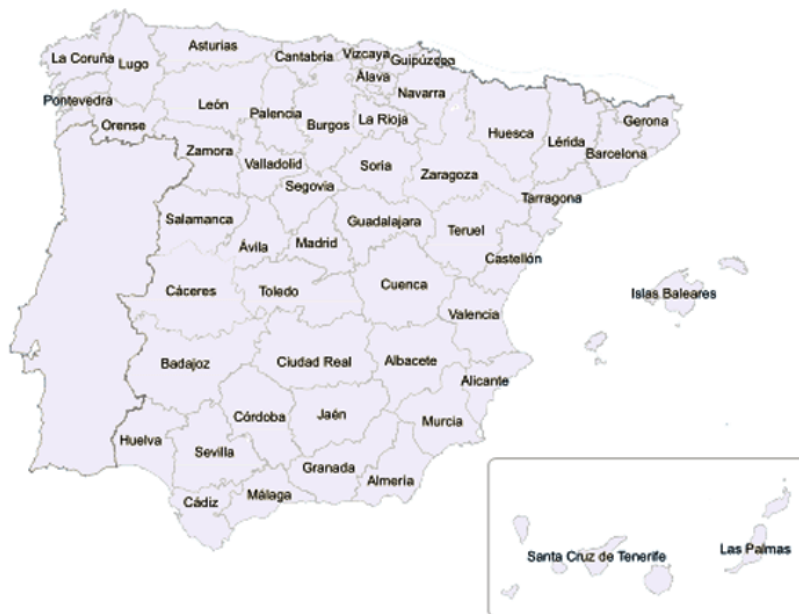 Asturias
Cantabria
Vizcaya
Guipúzcoa
La Coruña
Lugo
Álava
Navarra
Pontevedra
León
Palencia
Burgos
La Rioja
Orense
Huesca
Lérida
Gerona
Barcelona
Zamora
Valladolid
Soria
Zaragoza
Segovia
Tarragona
Salamanca
Ávila
Madrid
Guadalajara
Teruel
Castellón
Cáceres
Toledo
Cuenca
Islas Baleares
Valencia
Badajoz
Ciudad Real
Albacete
Alicante
Córdoba
Jaén
Murcia
Huelva
Sevilla
Granada
Almería
Cádiz
Málaga
Santa Cruz de Tenerife
Las Palmas